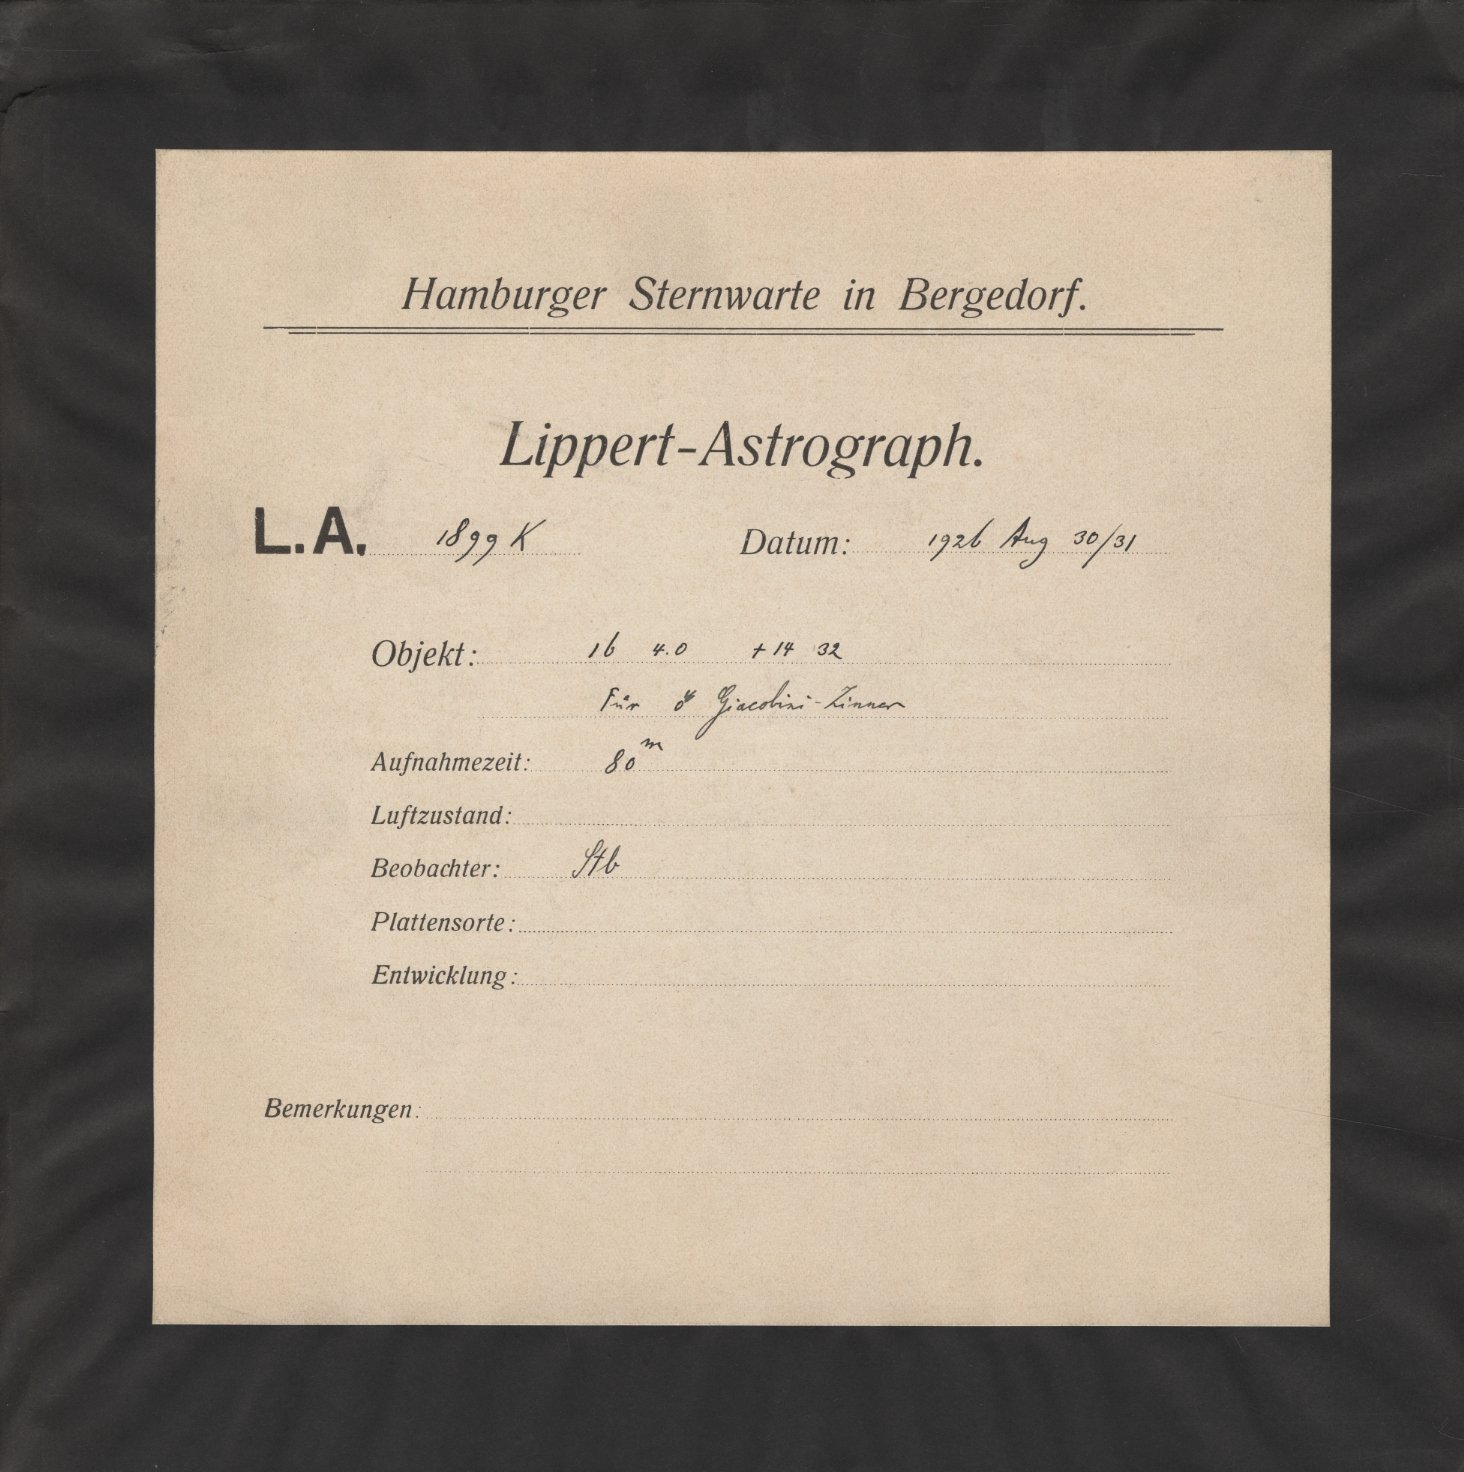 Hamburger Sternwarte in Bergedorf.
Lippert-Astrograph.
L.A. 1899 K Datum: 1926 Aug 30/31
Objekt: 16 4.0 +14 32
Für ☄ Giacobini-Zinner
Aufnahmezeit: 80 m
Luftzustand:
Beobachter: Stb
Plattensorte:
Entwicklung:
Bemerkungen: